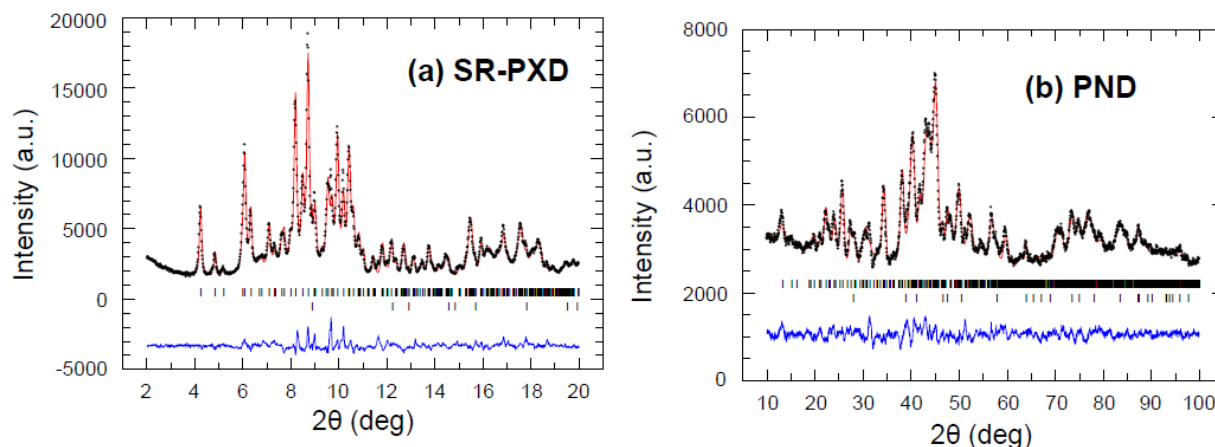 20000
15000
10000
5000
0
-5000
Intensity (a.u.)
(a) SR-PXD
2 4 6 8 10 12 14 16 18 20
2θ (deg)
8000
6000
4000
2000
0
Intensity (a.u.)
(b) PND
10 20 30 40 50 60 70 80 90 100
2θ (deg)